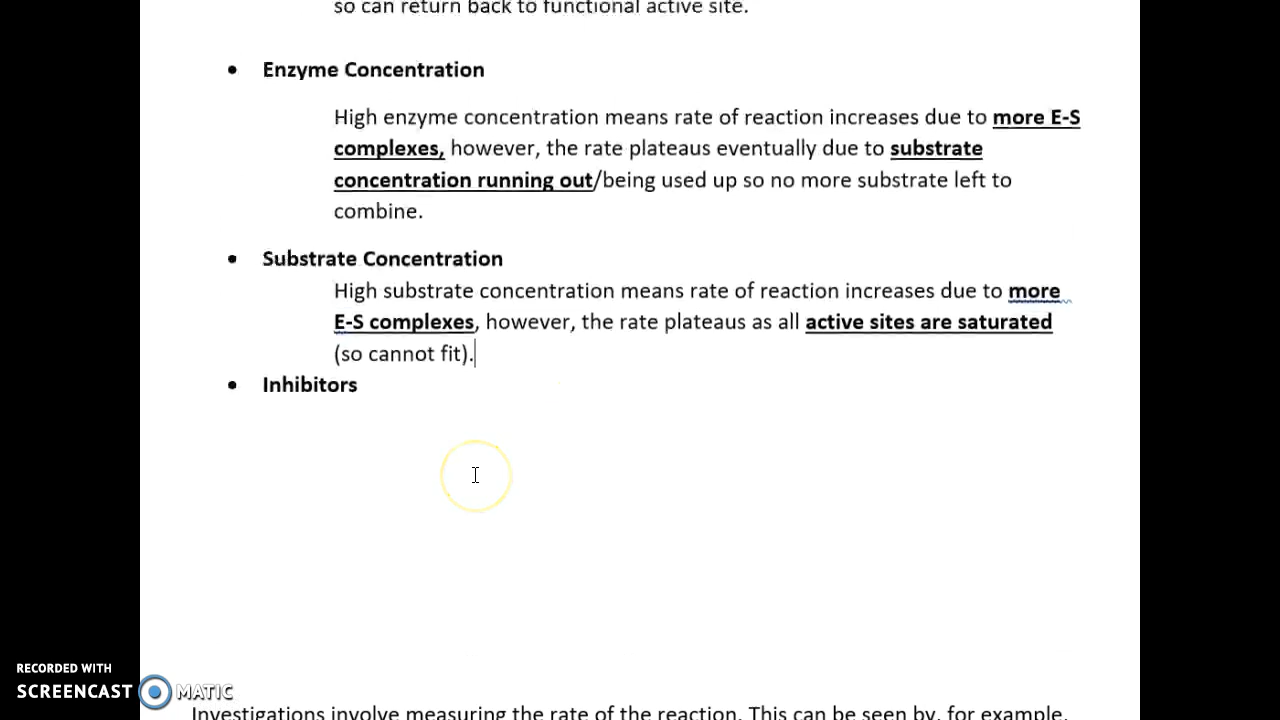 so can return back to functional active site.
• Enzyme Concentration
High enzyme concentration means rate of reaction increases due to more E-S
complexes, however, the rate plateaus eventually due to substrate
concentration running out/being used up so no more substrate left to
combine.
• Substrate Concentration
High substrate concentration means rate of reaction increases due to more
E-S complexes, however, the rate plateaus as all active sites are saturated
(so cannot fit).
• Inhibitors
RECORDED WITH
SCREENCAST MATIC
Investigations involve measuring the rate of the reaction. This can be seen by, for example,